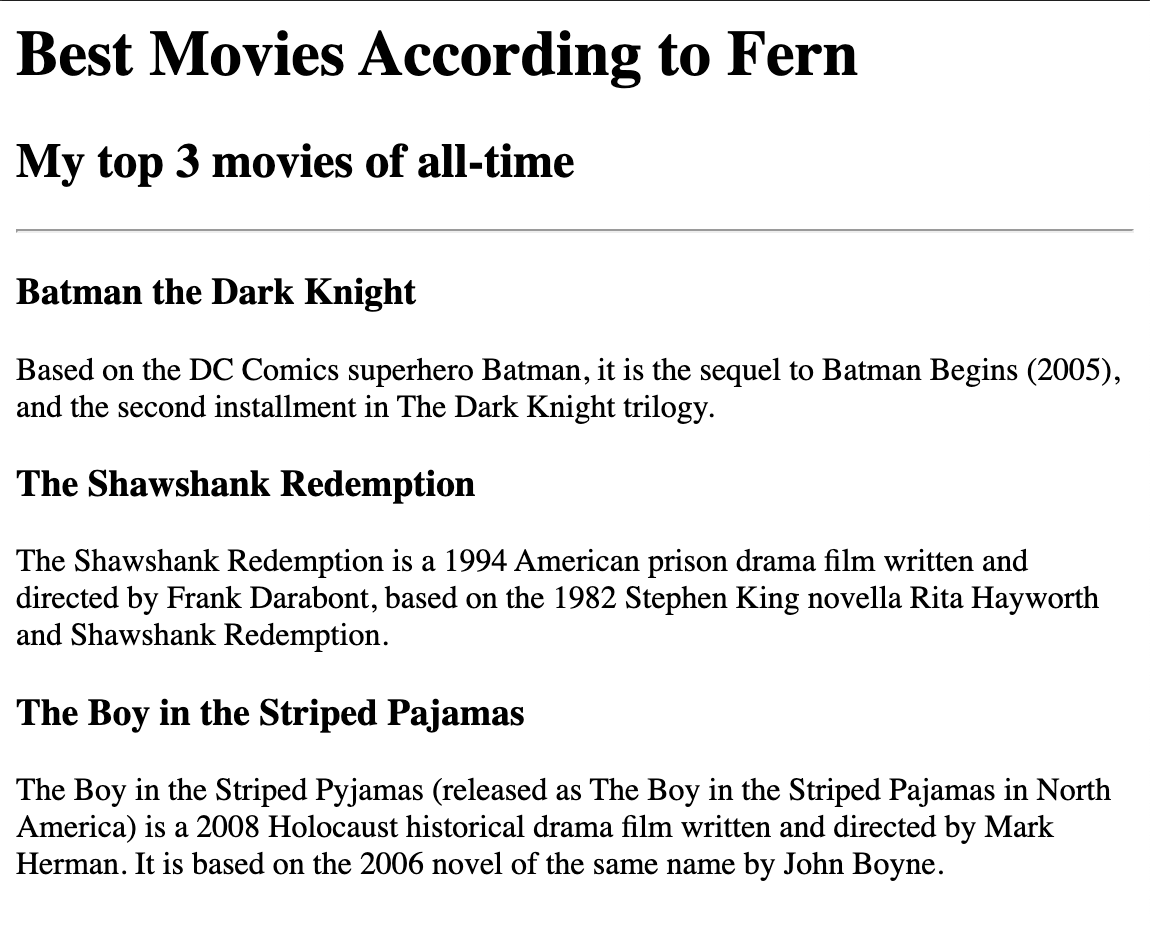 Best Movies According to Fern
My top 3 movies of all-time
Batman the Dark Knight
Based on the DC Comics superhero Batman, it is the sequel to Batman Begins (2005),
and the second installment in The Dark Knight trilogy.
The Shawshank Redemption
The Shawshank Redemption is a 1994 American prison drama film written and
directed by Frank Darabont, based on the 1982 Stephen King novella Rita Hayworth
and Shawshank Redemption.
The Boy in the Striped Pajamas
The Boy in the Striped Pyjamas (released as The Boy in the Striped Pajamas in North
America) is a 2008 Holocaust historical drama film written and directed by Mark
Herman. It is based on the 2006 novel of the same name by John Boyne.